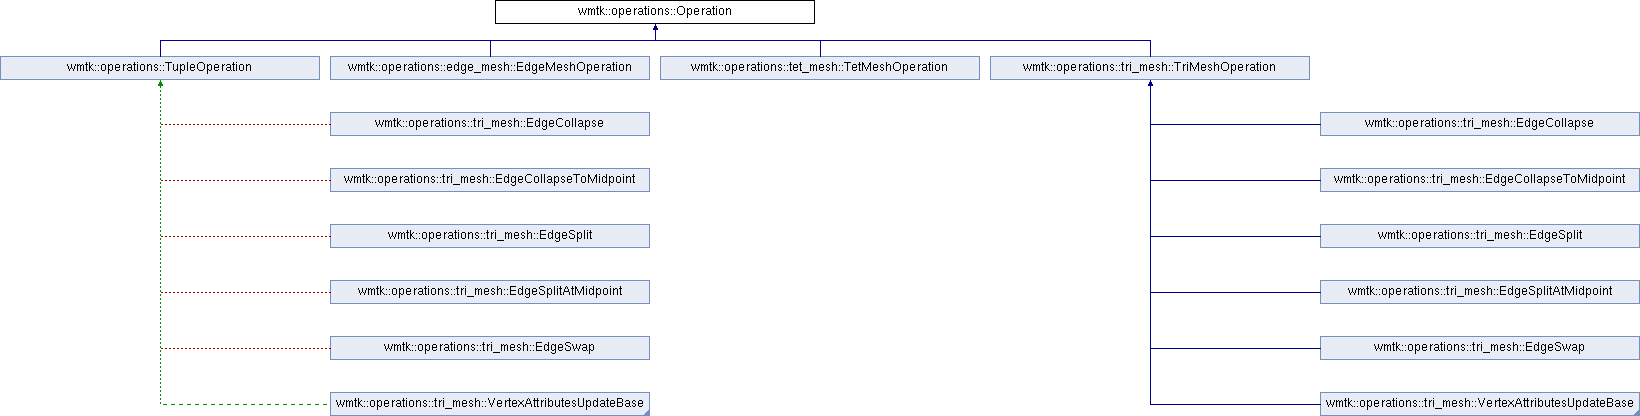 wmtk::operations::Operation
wmtk::operations::TupleOperation
wmtk::operations::edge_mesh::EdgeMeshOperation
wmtk::operations::tet_mesh::TetMeshOperation
wmtk::operations::tri_mesh::TriMeshOperation
wmtk::operations::tri_mesh::EdgeCollapse
wmtk::operations::tri_mesh::EdgeCollapse
wmtk::operations::tri_mesh::EdgeCollapseToMidpoint
wmtk::operations::tri_mesh::EdgeCollapseToMidpoint
wmtk::operations::tri_mesh::EdgeSplit
wmtk::operations::tri_mesh::EdgeSplit
wmtk::operations::tri_mesh::EdgeSplitAtMidpoint
wmtk::operations::tri_mesh::EdgeSplitAtMidpoint
wmtk::operations::tri_mesh::EdgeSwap
wmtk::operations::tri_mesh::EdgeSwap
wmtk::operations::tri_mesh::VertexAttributesUpdateBase
wmtk::operations::tri_mesh::VertexAttributesUpdateBase